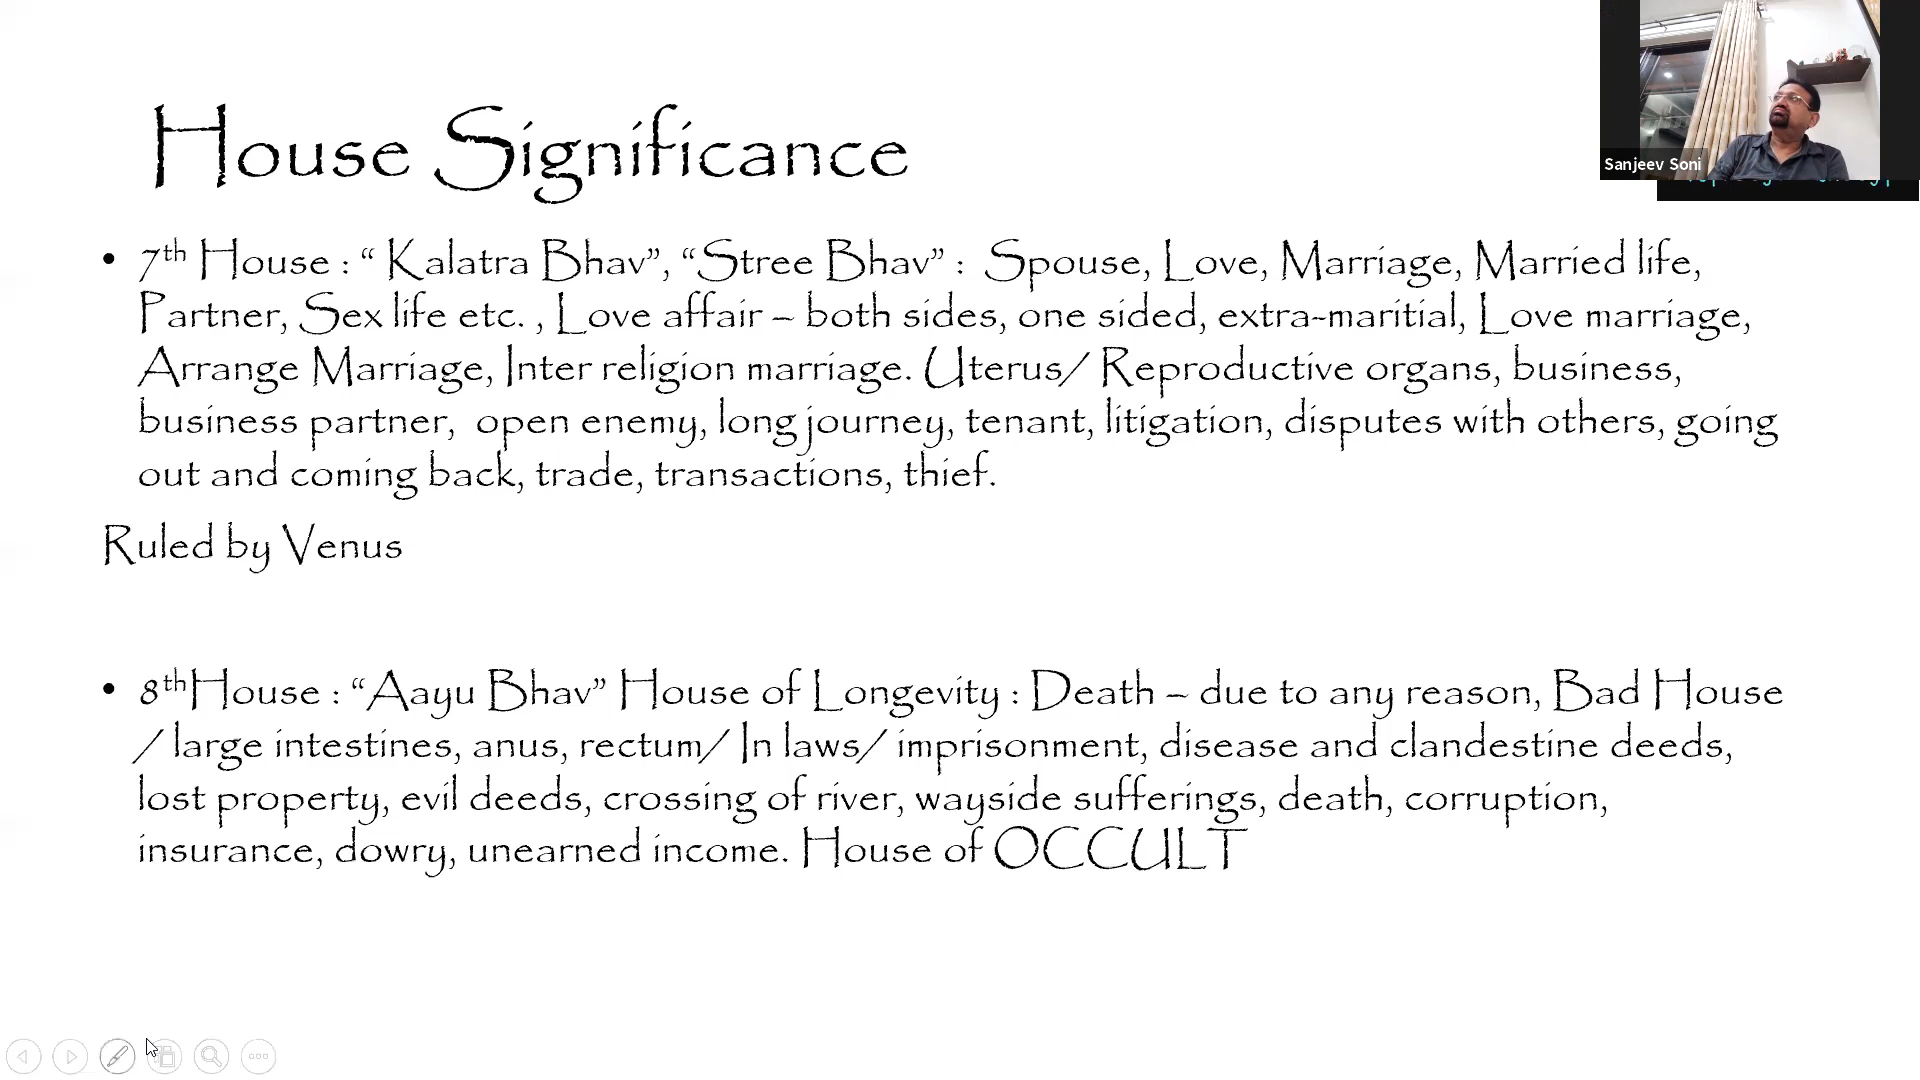 House Significance
Sanjeev Soni
• 7th House : “ Kalatra Bhav”, “Stree Bhav” : Spouse, Love, Marriage, Married life,
Partner, Sex life etc. , Love affair – both sides, one sided, extra-maritial, Love marriage,
Arrange Marriage, Inter religion marriage. Uterus/ Reproductive organs, business,
business partner, open enemy, long journey, tenant, litigation, disputes with others, going
out and coming back, trade, transactions, thief.
Ruled by Venus
• 8th House : “Aayu Bhav” House of Longevity : Death – due to any reason, Bad House
/ large intestines, anus, rectum/ In laws/ imprisonment, disease and clandestine deeds,
lost property, evil deeds, crossing of river, wayside sufferings, death, corruption,
insurance, dowry, unearned income. House of OCCULT